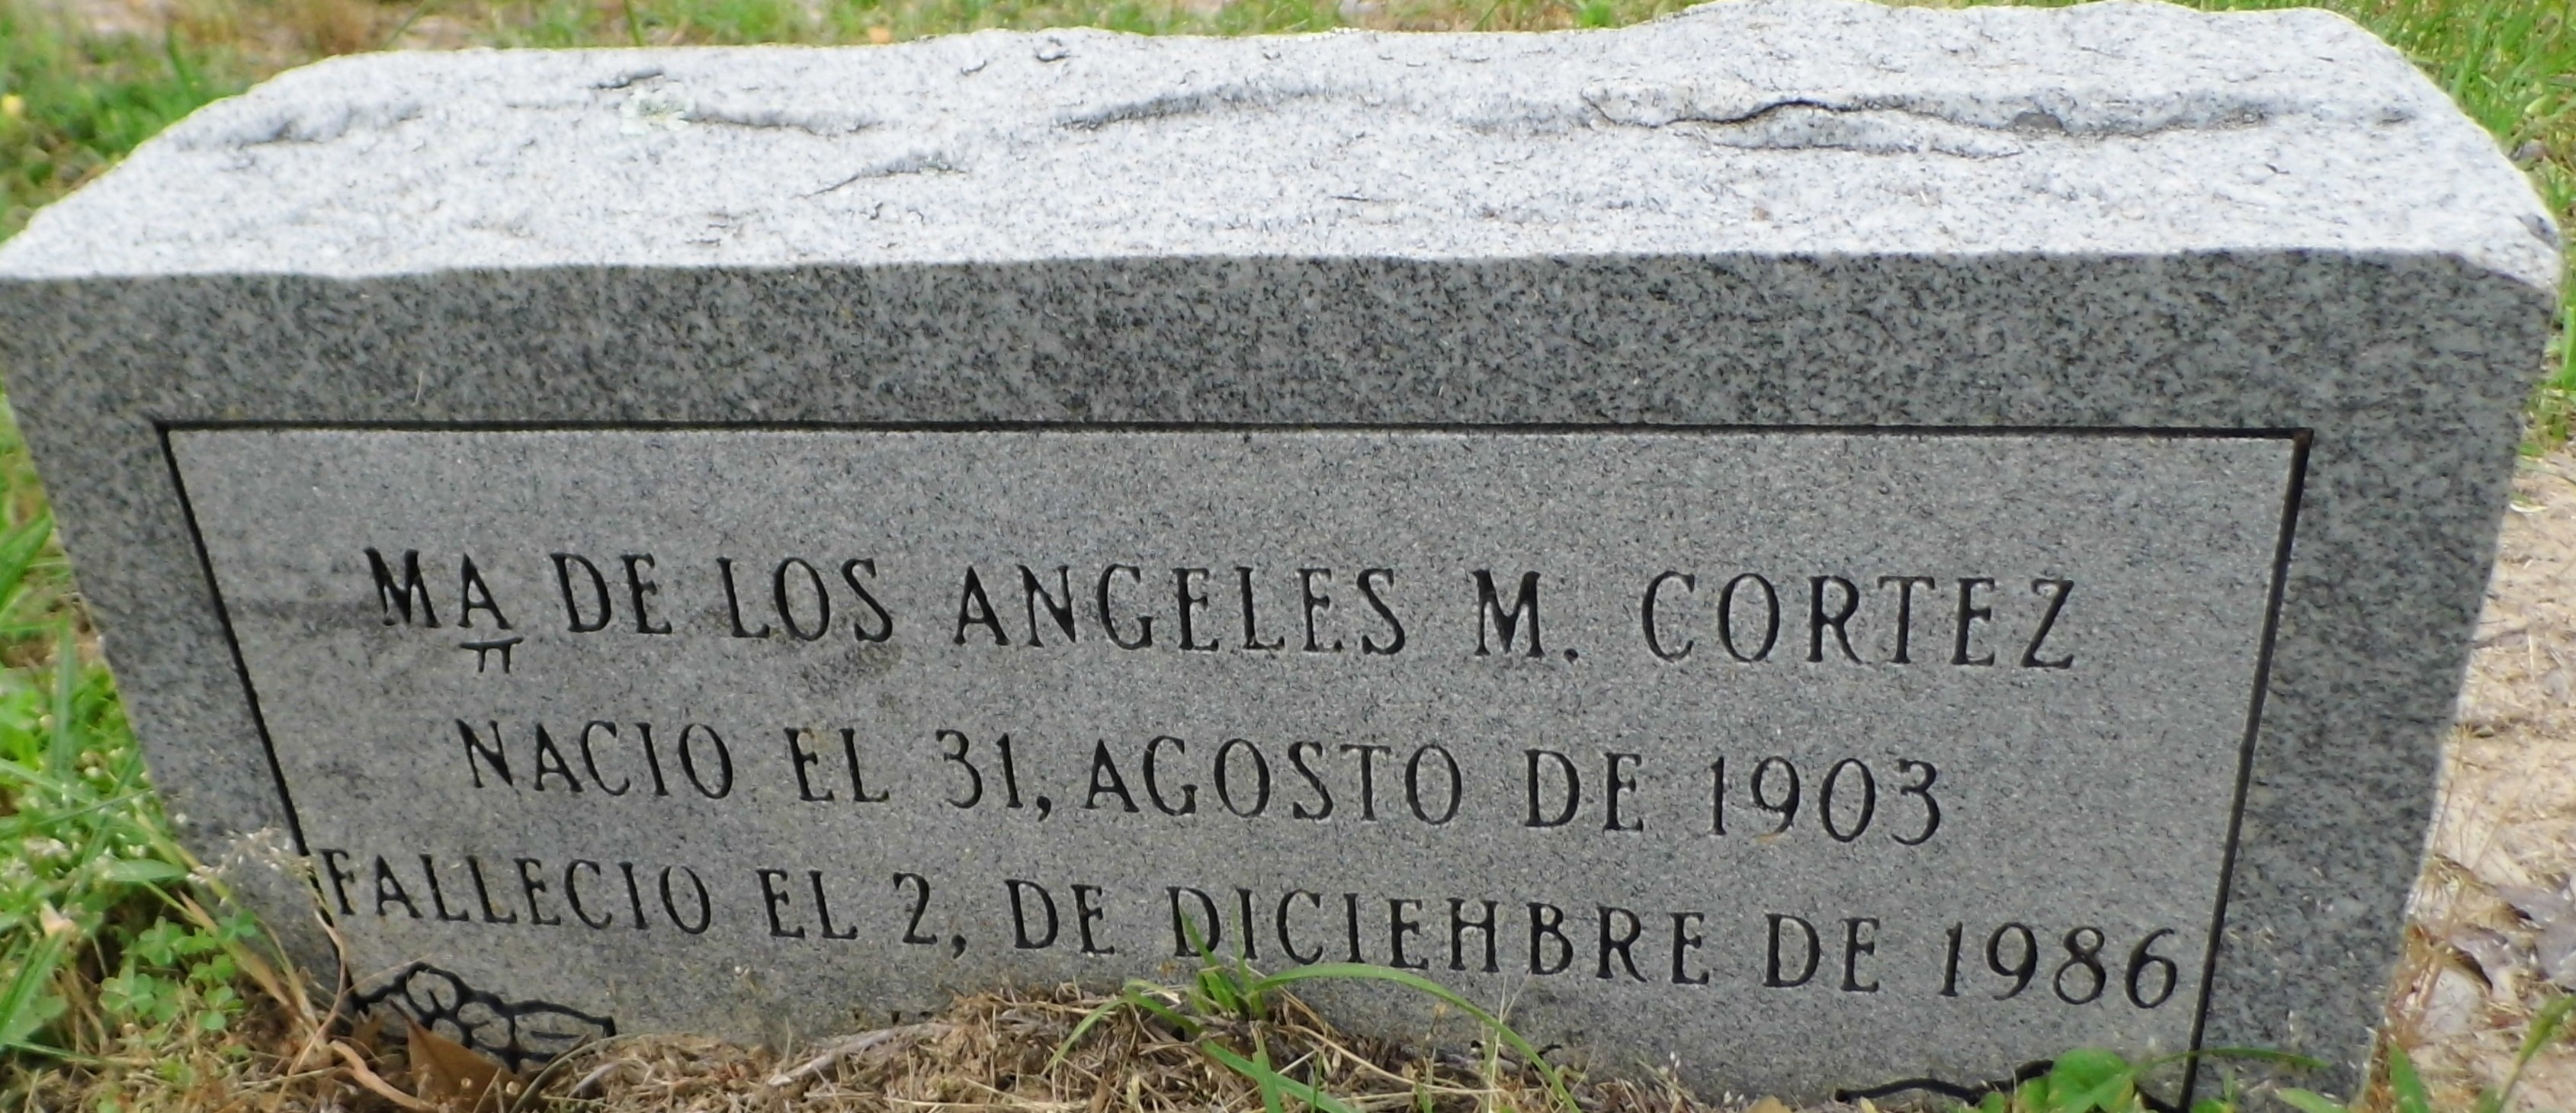 MA DE LOS ANGELES M. CORTEZ
NACIO EL 31, AGOSTO DE 1903
FALLECIO EL 2, DE DICIEHBRE DE 1986